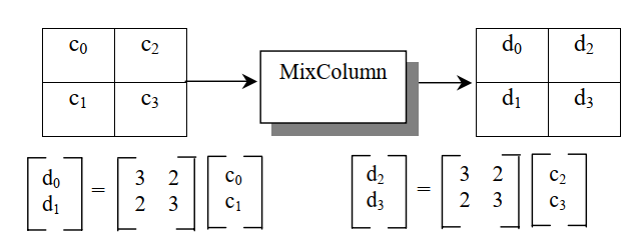 c₀ c₂ d₀ d₂
MixColumn
c₁ c₃ d₁ d₃
d₀ = 3 2 c₀ d₂ = 3 2 c₂
d₁ 2 3 c₁ d₃ 2 3 c₃